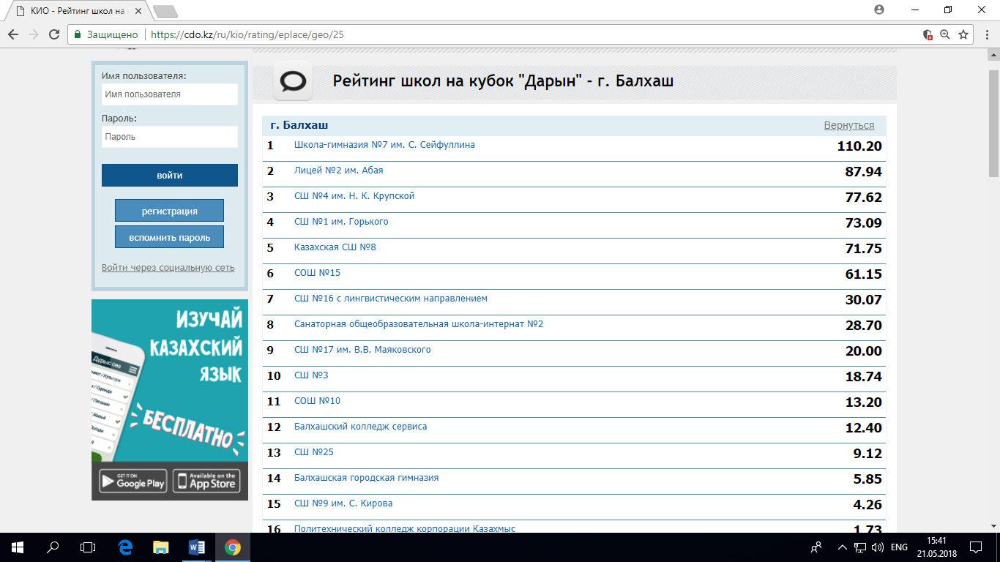 КИО - Рейтинг школ на
Защищено
https://cdo.kz/ru/kio/rating/eplace/geo/25
Имя пользователя:
Имя пользователя
Пароль:
Пароль
войти
регистрация
вспомнить пароль
Войти через социальную сеть
ИЗУЧАЙ
КАЗАХСКИЙ
ЯЗЫК
БЕСПЛАТНО
GET IT ON
Google Play
Available on the
App Store
Рейтинг школ на кубок "Дарын" - г. Балхаш
г. Балхаш Вернуться
1 Школа-гимназия №7 им. С. Сейфуллина 110.20
2 Лицей №2 им. Абая 87.94
3 СШ №4 им. Н. К. Крупской 77.62
4 СШ №1 им. Горького 73.09
5 Казахская СШ №8 71.75
6 СОШ №15 61.15
7 СШ №16 с лингвистическим направлением 30.07
8 Санаторная общеобразовательная школа-интернат №2 28.70
9 СШ №17 им. В.В. Маяковского 20.00
10 СШ №3 18.74
11 СОШ №10 13.20
12 Балхашский колледж сервиса 12.40
13 СШ №25 9.12
14 Балхашская городская гимназия 5.85
15 СШ №9 им. С. Кирова 4.26
16 Политехнический колледж корпорации Казахмыс 1.73
ENG
15:41
21.05.2018